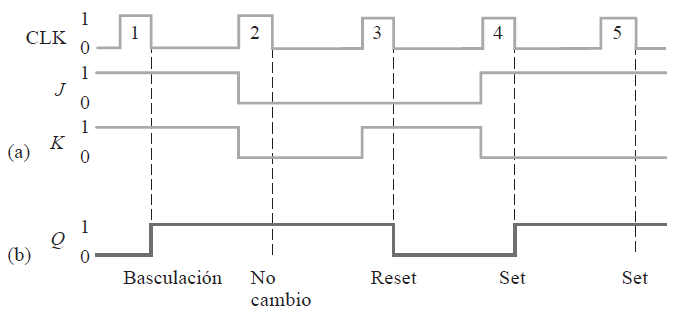 1
CLK 1 2 3 4 5
0
1
J
0
1
K
(a) 0
1
Q
(b) 0
Basculación No cambio Reset Set Set